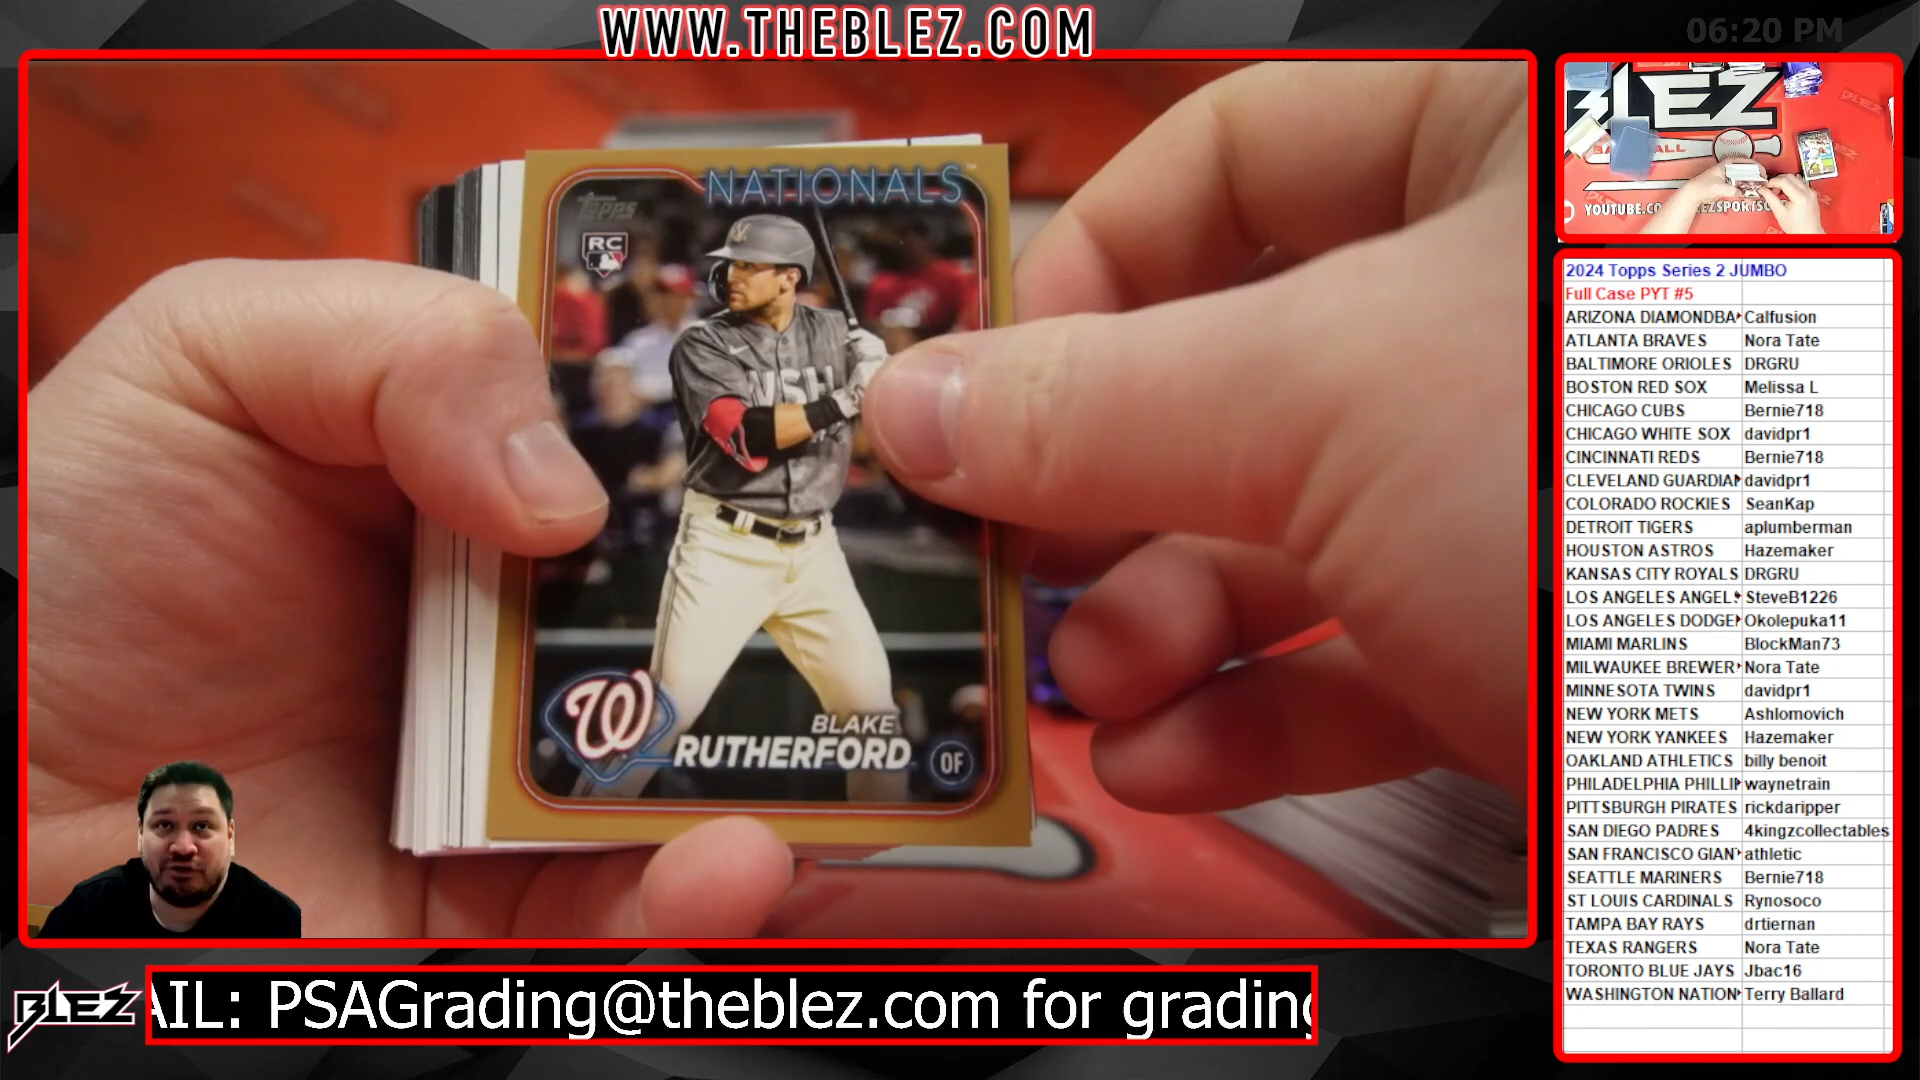 WWW.THEBLEZ.COM
06:20 PM
NATIONALS
Topps
RC
WSH
W
BLAKE
RUTHERFORD
OF
BLEZ
BLEZ
YOUTUBE.CO
EZSPORTSC
2024 Topps Series 2 JUMBO
Full Case PYT #5
ARIZONA DIAMONDBA Calfusion
ATLANTA BRAVES Nora Tate
BALTIMORE ORIOLES DRGRU
BOSTON RED SOX Melissa L
CHICAGO CUBS Bernie718
CHICAGO WHITE SOX davidpr1
CINCINNATI REDS Bernie718
CLEVELAND GUARDIAN davidpr1
COLORADO ROCKIES SeanKap
DETROIT TIGERS aplumberman
HOUSTON ASTROS Hazemaker
KANSAS CITY ROYALS DRGRU
LOS ANGELES ANGELS SteveB1226
LOS ANGELES DODGE Okolepuka11
MIAMI MARLINS BlockMan73
MILWAUKEE BREWER Nora Tate
MINNESOTA TWINS davidpr1
NEW YORK METS Ashlomovich
NEW YORK YANKEES Hazemaker
OAKLAND ATHLETICS billy benoit
PHILADELPHIA PHILLI waynetrain
PITTSBURGH PIRATES rickdaripper
SAN DIEGO PADRES 4kingzcollectables
SAN FRANCISCO GIAN athletic
SEATTLE MARINERS Bernie718
ST LOUIS CARDINALS Rynosoco
TAMPA BAY RAYS drtiernan
TEXAS RANGERS Nora Tate
TORONTO BLUE JAYS Jbac16
WASHINGTON NATION Terry Ballard
BLEZ
AIL: PSAGrading@theblez.com for grading